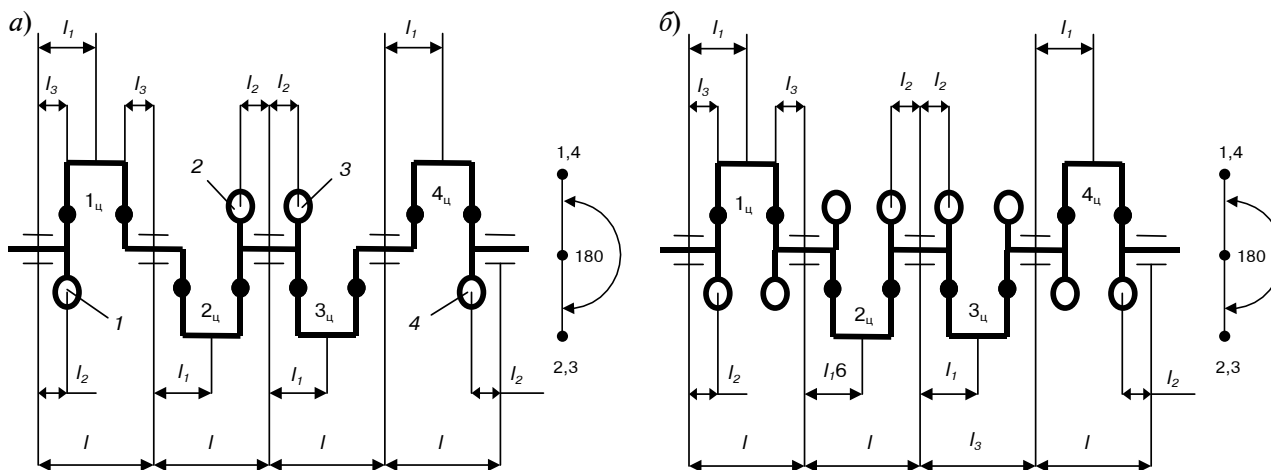 а) l₁ l₁ б) l₁ l₁
l₃ l₃ l₂ l₂ l₃ l₃ l₂ l₂
1,4 1,4
2 3
1ц 4ц 1ц 4ц
180 180
1 2ц 3ц 4 2ц 3ц
2,3 2,3
l₂ l₁ l₁ l₂ l₂ l₁6 l₁ l₂
l l l l l l l₃ l